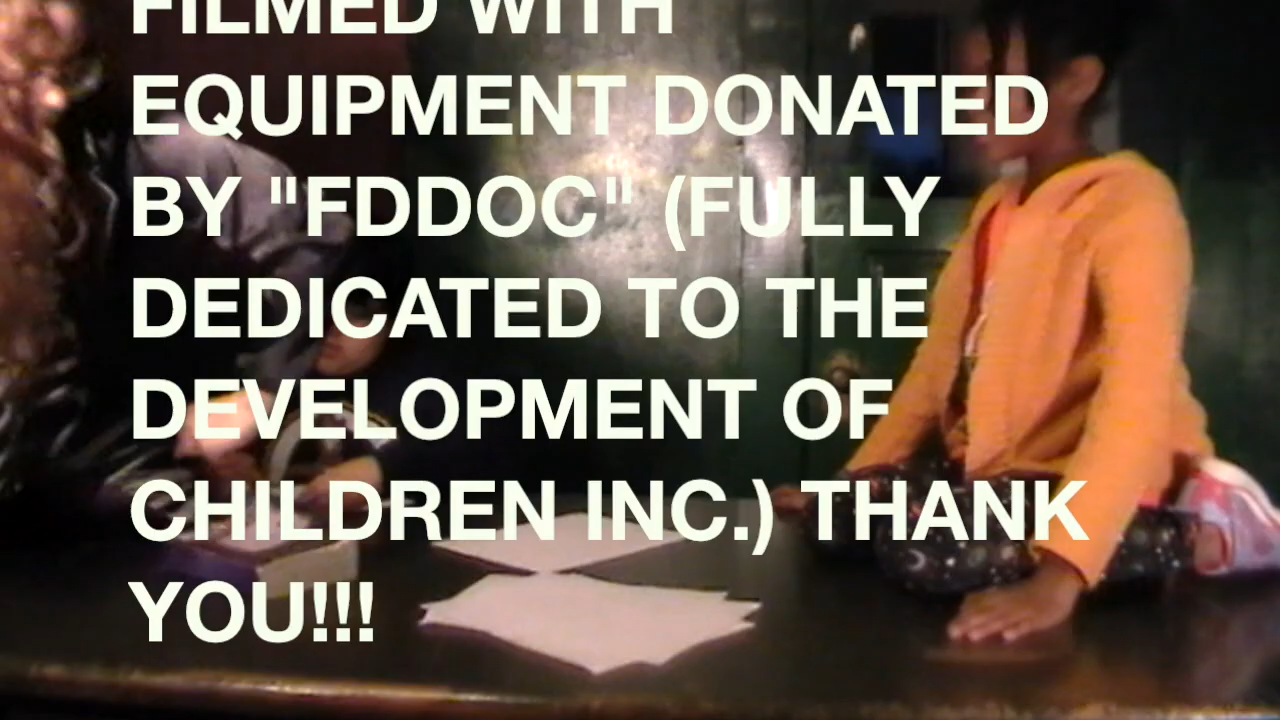 FILMED WITH
EQUIPMENT DONATED
BY "FDDOC" (FULLY
DEDICATED TO THE
DEVELOPMENT OF
CHILDREN INC.) THANK
YOU!!!